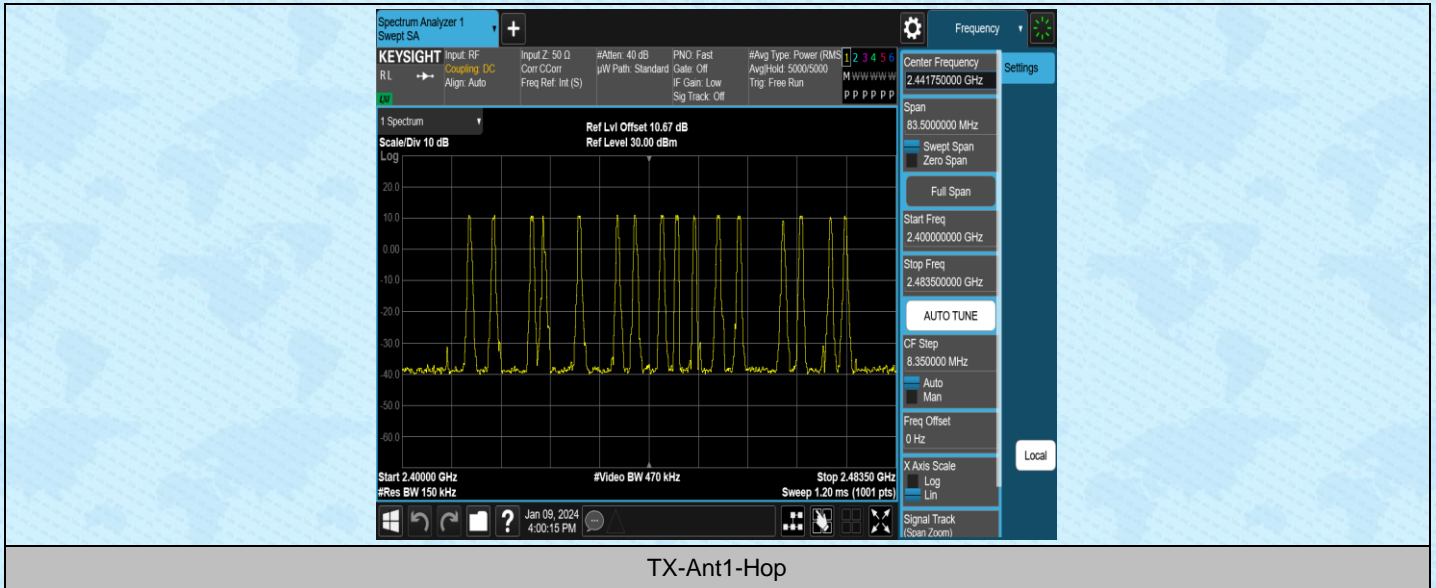 Spectrum Analyzer 1
Swept SA
+
Frequency
KEYSIGHT
RL
Input: RF
Coupling: DC
Align: Auto
Input Z: 50 Ω
Corr CCorr
Freq Ref: Int (S)
#Atten: 40 dB
µW Path: Standard
PNO: Fast
Gate: Off
IF Gain: Low
Sig Track: Off
#Avg Type: Power (RMS
Avg|Hold: 5000/5000
Trig: Free Run
1 2 3 4 5 6
M W W W W W
P P P P P P
LXI
1 Spectrum
Scale/Div 10 dB
Ref Lvl Offset 10.67 dB
Ref Level 30.00 dBm
Log
20.0
10.0
0.00
-10.0
-20.0
-30.0
-40.0
-50.0
-60.0
Start 2.40000 GHz
#Res BW 150 kHz
#Video BW 470 kHz
Stop 2.48350 GHz
Sweep 1.20 ms (1001 pts)
?
Jan 09, 2024
4:00:15 PM
Center Frequency
2.441750000 GHz
Settings
Span
83.5000000 MHz
Swept Span
Zero Span
Full Span
Start Freq
2.400000000 GHz
Stop Freq
2.483500000 GHz
AUTO TUNE
CF Step
8.350000 MHz
Auto
Man
Freq Offset
0 Hz
X Axis Scale
Log
Lin
Local
Signal Track
(Span Zoom)
TX-Ant1-Hop